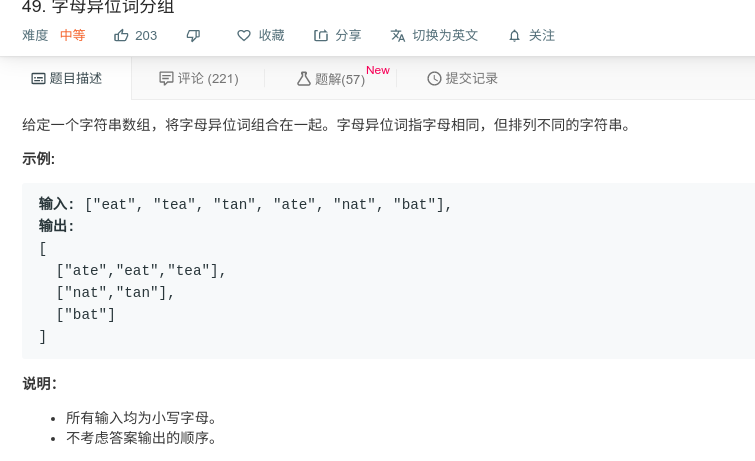 49. 字母异位词分组
难度 中等 203 收藏 分享 切换为英文 关注
题目描述 评论 (221) 题解(57) New 提交记录
给定一个字符串数组，将字母异位词组合在一起。字母异位词指字母相同，但排列不同的字符串。
示例:
输入: ["eat", "tea", "tan", "ate", "nat", "bat"],
输出:
[
["ate","eat","tea"],
["nat","tan"],
["bat"]
]
说明：
所有输入均为小写字母。
不考虑答案输出的顺序。